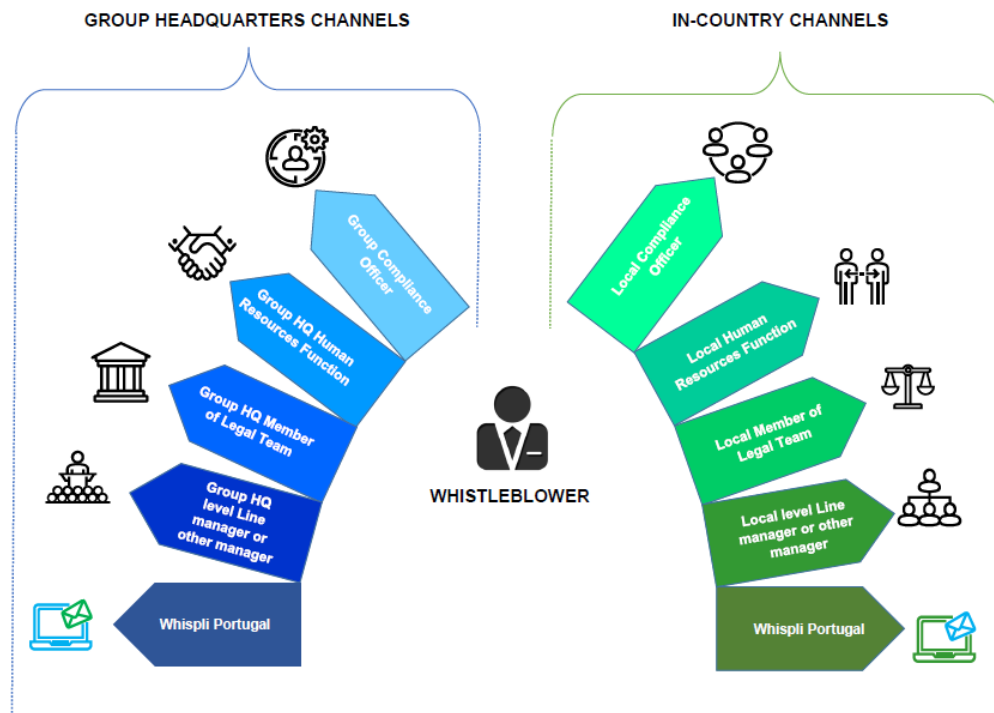 GROUP HEADQUARTERS CHANNELS
IN-COUNTRY CHANNELS
Group Compliance
Officer
Group HQ Human
Resources Function
Group HQ Member
of Legal Team
Group HQ
level Line
manager or
other manager
Whispli Portugal
WHISTLEBLOWER
Local Compliance
Officer
Local Human
Resources Function
Local Member of
Legal Team
Local level Line
manager or other
manager
Whispli Portugal